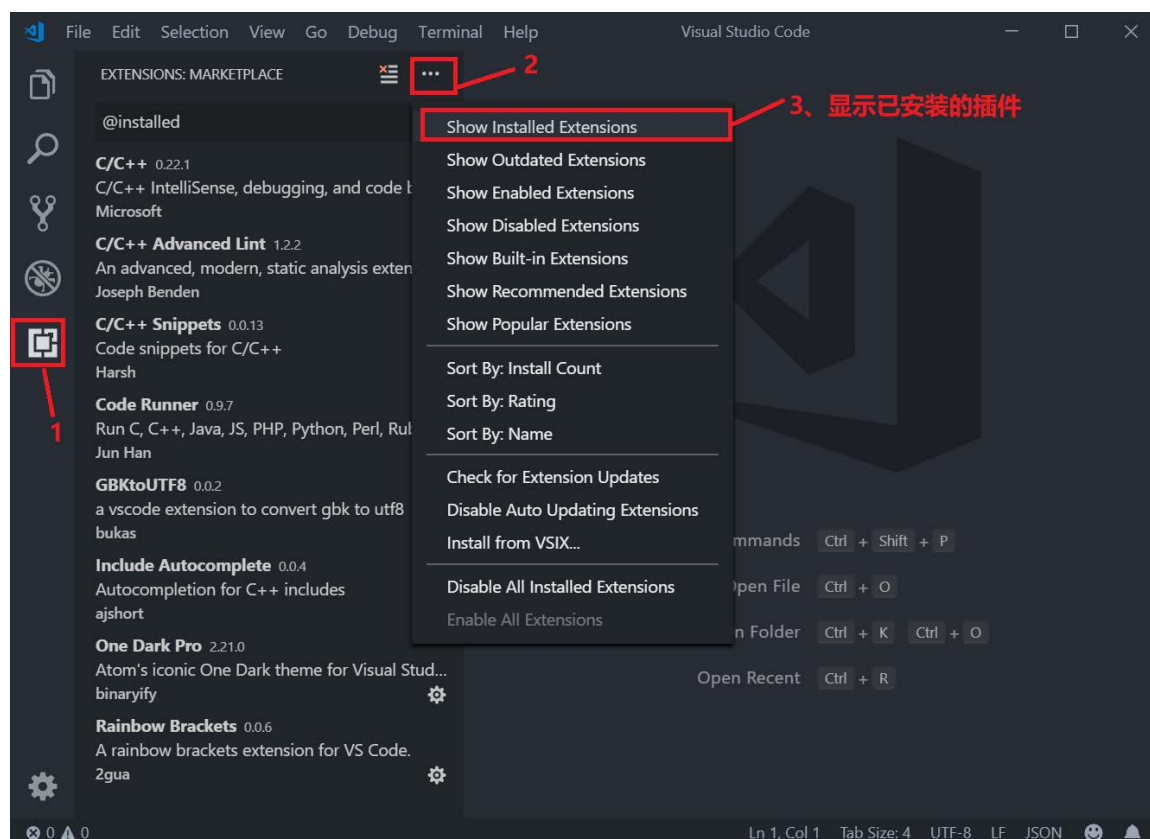 File Edit Selection View Go Debug Terminal Help Visual Studio Code
EXTENSIONS: MARKETPLACE
2
@installed
C/C++ 0.22.1
C/C++ IntelliSense, debugging, and code
Microsoft
C/C++ Advanced Lint 1.2.2
An advanced, modern, static analysis
Joseph Benden
C/C++ Snippets 0.0.13
Code snippets for C/C++
Harsh
Code Runner 0.9.7
Run C, C++, Java, JS, PHP, Python, Perl,
Jun Han
GBKtoUTF8 0.0.2
a vscode extension to convert gbk to utf8
bukas
Include Autocomplete 0.0.4
Autocompletion for C++ includes
ajshort
One Dark Pro 2.21.0
Atom's iconic One Dark theme for Visual Stud...
binaryify
Rainbow Brackets 0.0.6
A rainbow brackets extension for VS Code.
2gua
1
Show Installed Extensions
3、显示已安装的插件
Show Outdated Extensions
Show Enabled Extensions
Show Disabled Extensions
Show Built-in Extensions
Show Recommended Extensions
Show Popular Extensions
Sort By: Install Count
Sort By: Rating
Sort By: Name
Check for Extension Updates
Disable Auto Updating Extensions
Install from VSIX...
Disable All Installed Extensions
Enable All Extensions
Ctrl + Shift + P
Open File Ctrl + O
Folder Ctrl + K Ctrl + O
Open Recent Ctrl + R
0 0 Ln 1, Col 1 Tab Size: 4 UTF-8 LF JSON